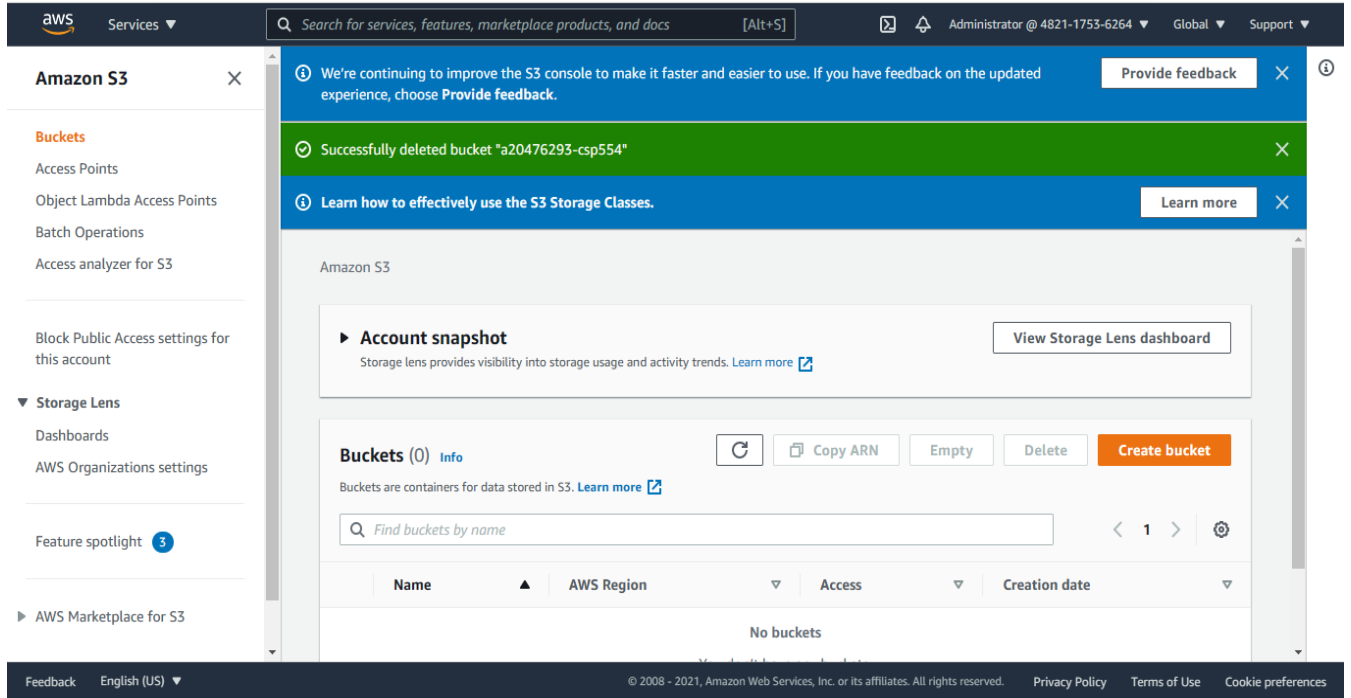 aws
Services ▼
Search for services, features, marketplace products, and docs
[Alt+S]
Administrator @ 4821-1753-6264 ▼
Global ▼
Support ▼
Amazon S3
Buckets
Access Points
Object Lambda Access Points
Batch Operations
Access analyzer for S3
Block Public Access settings for
this account
▼ Storage Lens
Dashboards
AWS Organizations settings
Feature spotlight 3
▶ AWS Marketplace for S3
We're continuing to improve the S3 console to make it faster and easier to use. If you have feedback on the updated
experience, choose Provide feedback.
Provide feedback
Successfully deleted bucket "a20476293-csp554"
Learn how to effectively use the S3 Storage Classes.
Learn more
Amazon S3
▶ Account snapshot
Storage lens provides visibility into storage usage and activity trends. Learn more
View Storage Lens dashboard
Buckets (0) Info
Copy ARN
Empty
Delete
Create bucket
Buckets are containers for data stored in S3. Learn more
Find buckets by name
1
Name
AWS Region
Access
Creation date
No buckets
Feedback
English (US) ▼
© 2008 - 2021, Amazon Web Services, Inc. or its affiliates. All rights reserved.
Privacy Policy
Terms of Use
Cookie preferences